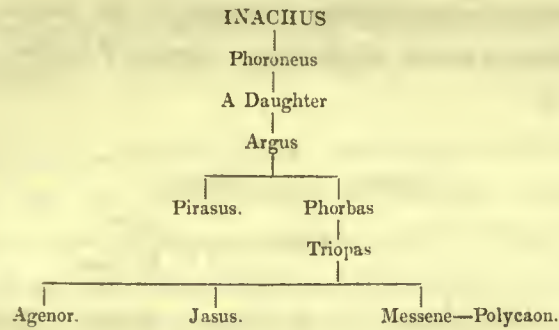 INACHUS
Phoroneus
A Daughter
Argus
Pirasus. Phorbas
Triopas
Agenor. Jasus. Messene—Polycaon.